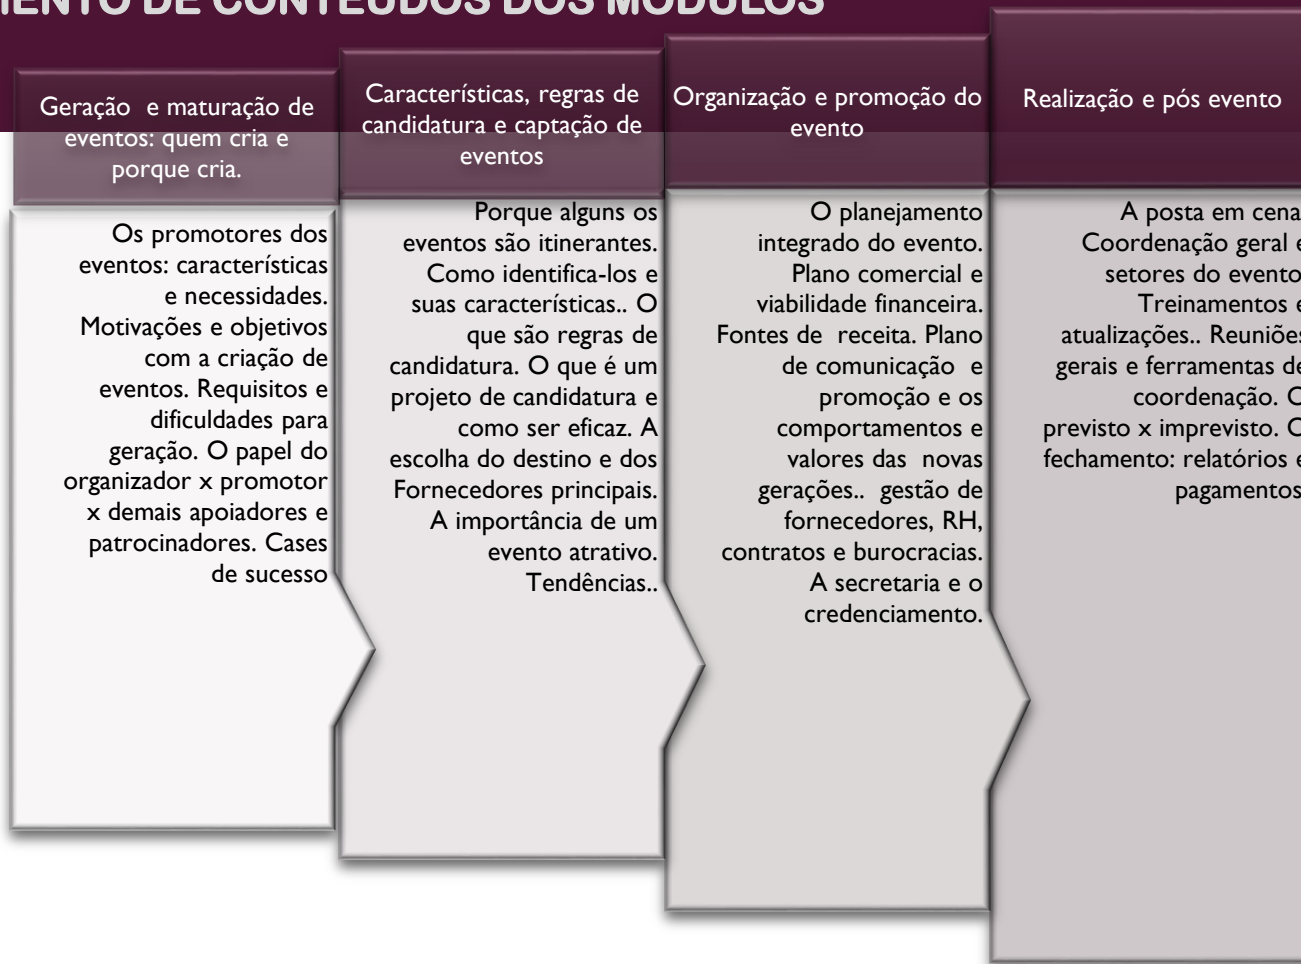 DE CONTEÚDOS DOS MÓDULOS
Geração e maturação de
eventos: quem cria e
porque cria.
Os promotores dos
eventos: características
e necessidades.
Motivações e objetivos
com a criação de
eventos. Requisitos e
dificuldades para
geração. O papel do
organizador x promotor
x demais apoiadores e
patrocinadores. Cases
de sucesso
Características, regras de
candidatura e captação de
eventos
Porque alguns os
eventos são itinerantes.
Como identifica-los e
suas características.. O
que são regras de
candidatura. O que é um
projeto de candidatura e
como ser eficaz. A
escolha do destino e dos
Fornecedores principais.
A importância de um
evento atrativo.
Tendências..
Organização e promoção do
evento
O planejamento
integrado do evento.
Plano comercial e
viabilidade financeira.
Fontes de receita. Plano
de comunicação e
promoção e os
comportamentos e
valores das novas
gerações.. gestão de
fornecedores, RH,
contratos e burocracias.
A secretaria e o
credenciamento.
Realização e pós evento
A posta em cena.
Coordenação geral e
setores do evento.
Treinamentos e
atualizações.. Reuniões
gerais e ferramentas de
coordenação. O
previsto x imprevisto. O
fechamento: relatórios e
pagamentos.